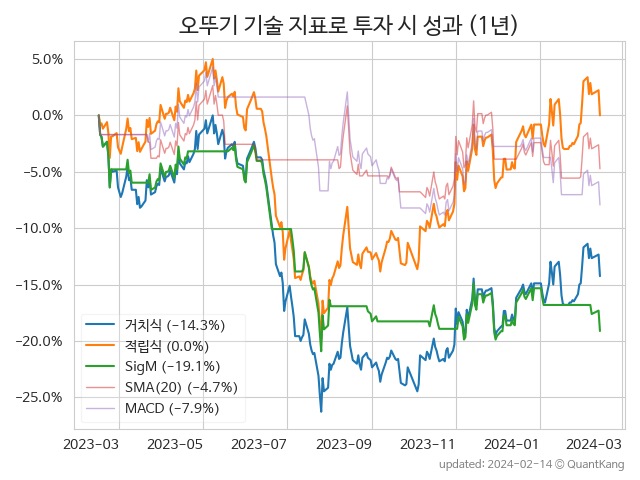 오뚜기 기술 지표로 투자 시 성과 (1년)
5.0%
0.0%
−5.0%
−10.0%
−15.0%
−20.0%
−25.0%
거치식 (−14.3%)
적립식 (0.0%)
SigM (−19.1%)
SMA(20) (−4.7%)
MACD (−7.9%)
2023-03 2023-05 2023-07 2023-09 2023-11 2024-01 2024-03
updated: 2024-02-14 © QuantKang